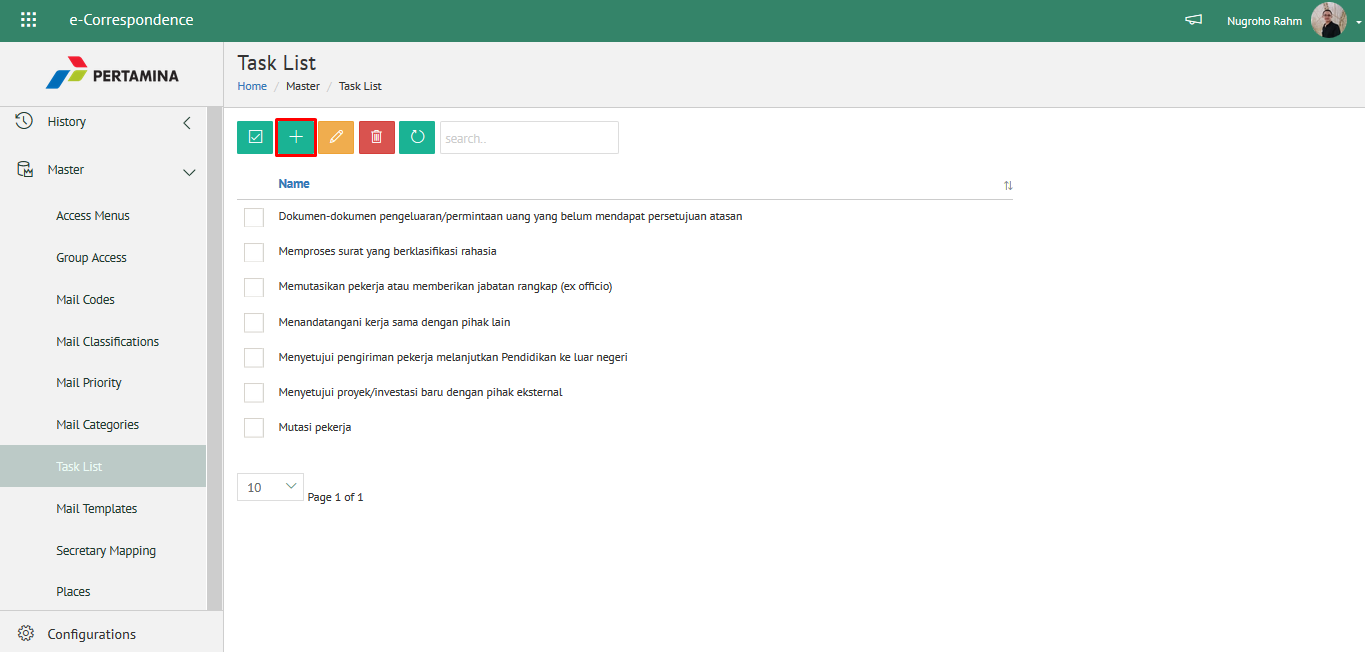 e-Correspondence
Nugroho Rahm
PERTAMINA
Task List
Home / Master / Task List
History
Master
Access Menus
Group Access
Mail Codes
Mail Classifications
Mail Priority
Mail Categories
Task List
Mail Templates
Secretary Mapping
Places
Configurations
search..
Name
Dokumen-dokumen pengeluaran/permintaan uang yang belum mendapat persetujuan atasan
Memproses surat yang berklasifikasi rahasia
Memutasikan pekerja atau memberikan jabatan rangkap (ex officio)
Menandatangani kerja sama dengan pihak lain
Menyetujui pengiriman pekerja melanjutkan Pendidikan ke luar negeri
Menyetujui proyek/investasi baru dengan pihak eksternal
Mutasi pekerja
10
Page 1 of 1